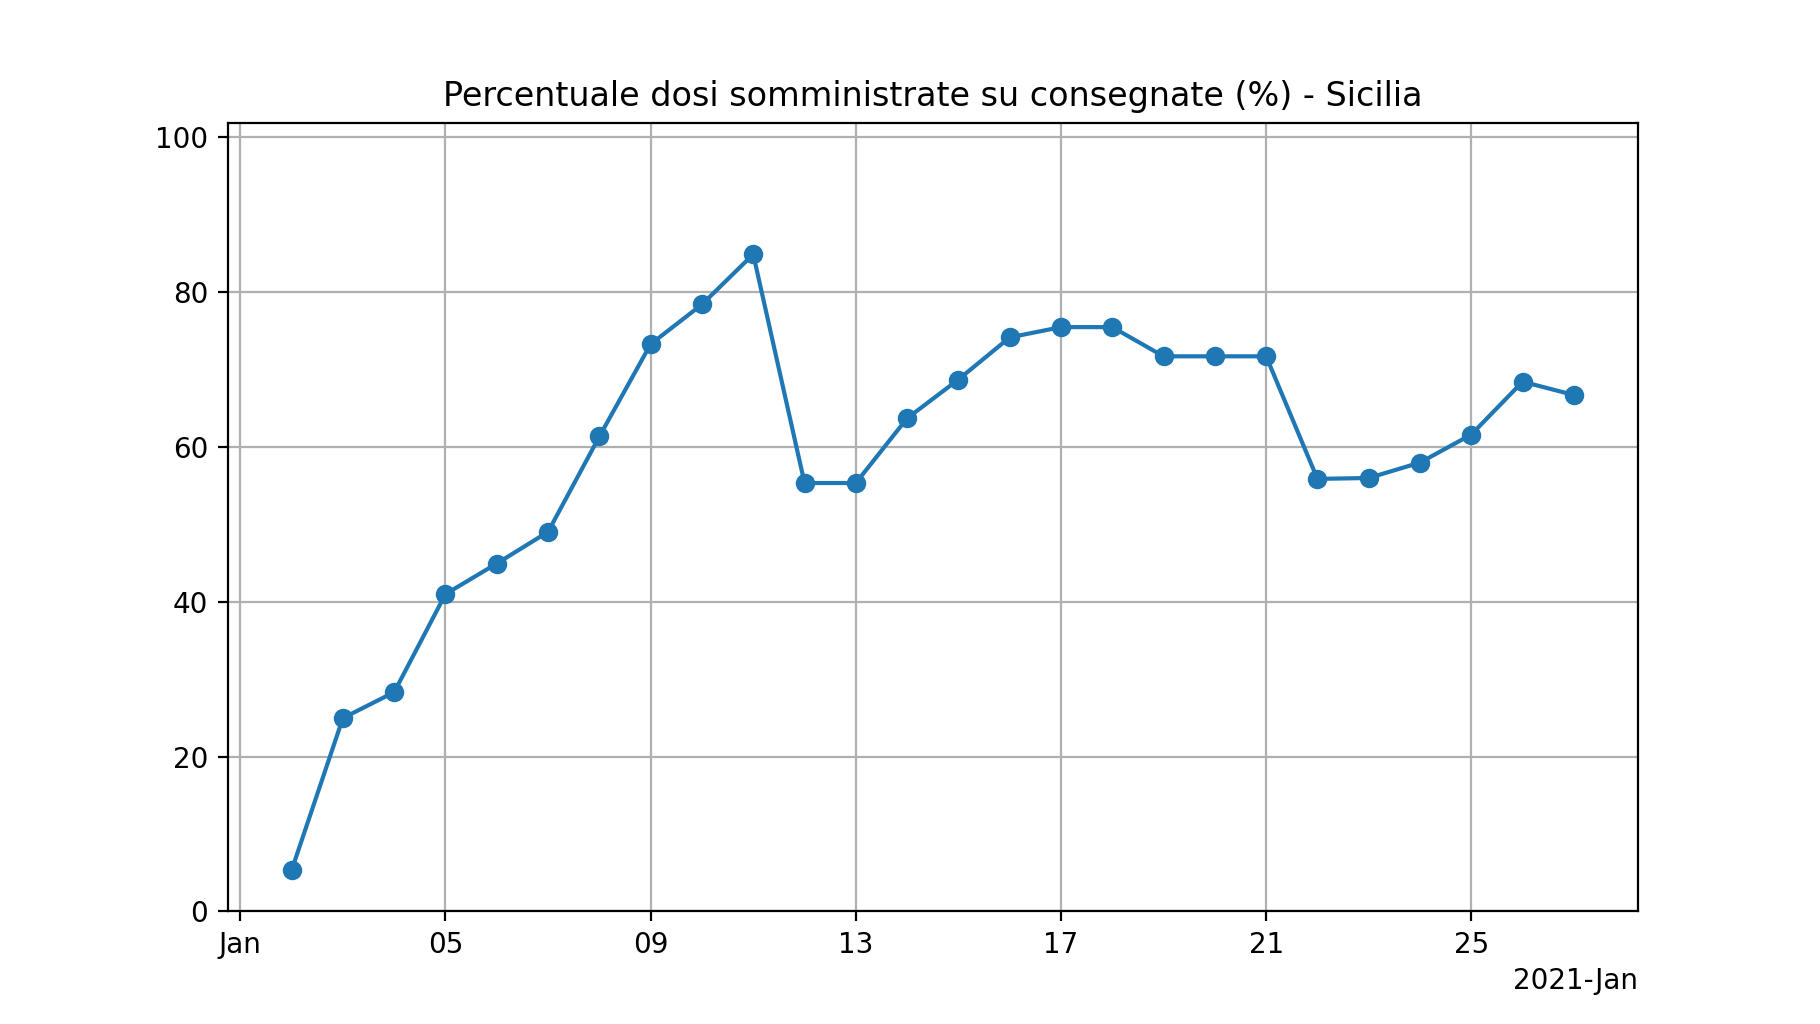 Percentuale dosi somministrate su consegnate (%) - Sicilia
100
80
60
40
20
0
Jan 05 09 13 17 21 25
2021-Jan